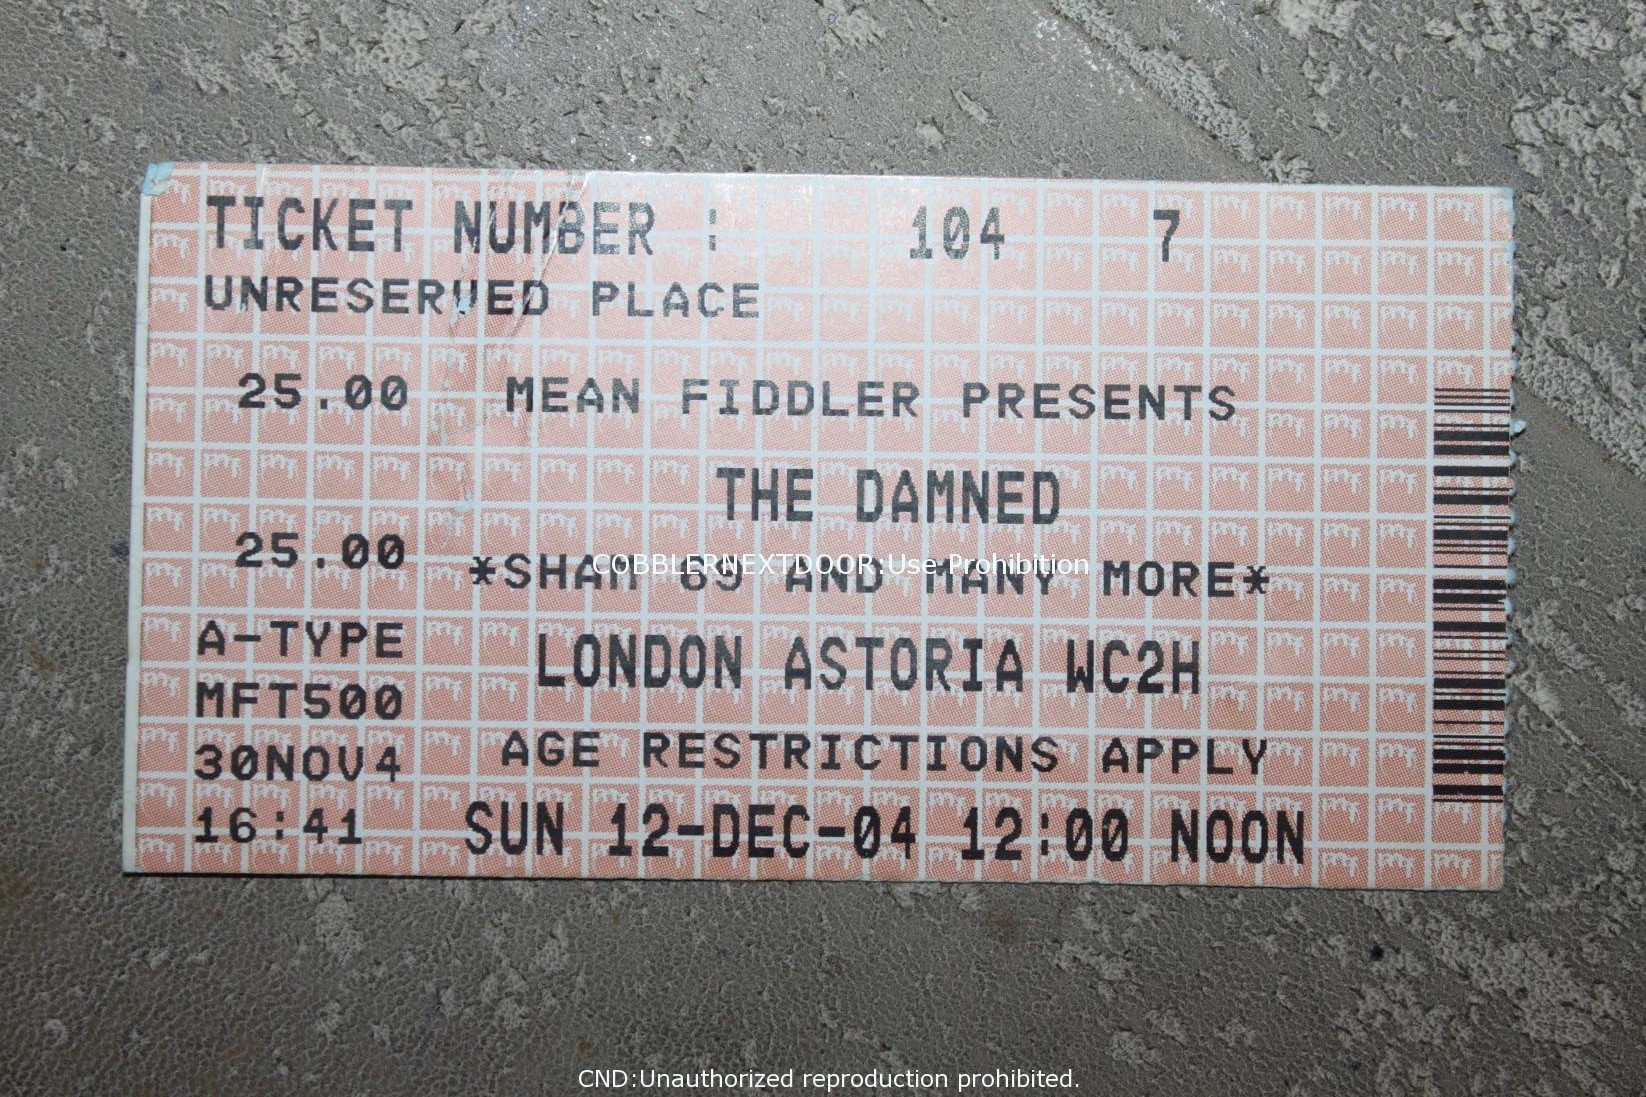 TICKET NUMBER : 104 7
UNRESERVED PLACE
25.00 MEAN FIDDLER PRESENTS
THE DAMNED
25.00 *SHAM 69 AND MANY MORE*
COBBLERNEXTDOOR:Use Prohibition
A-TYPE LONDON ASTORIA WC2H
MFT500
30NOV4 AGE RESTRICTIONS APPLY
16:41 SUN 12-DEC-04 12:00 NOON
CND:Unauthorized reproduction prohibited.